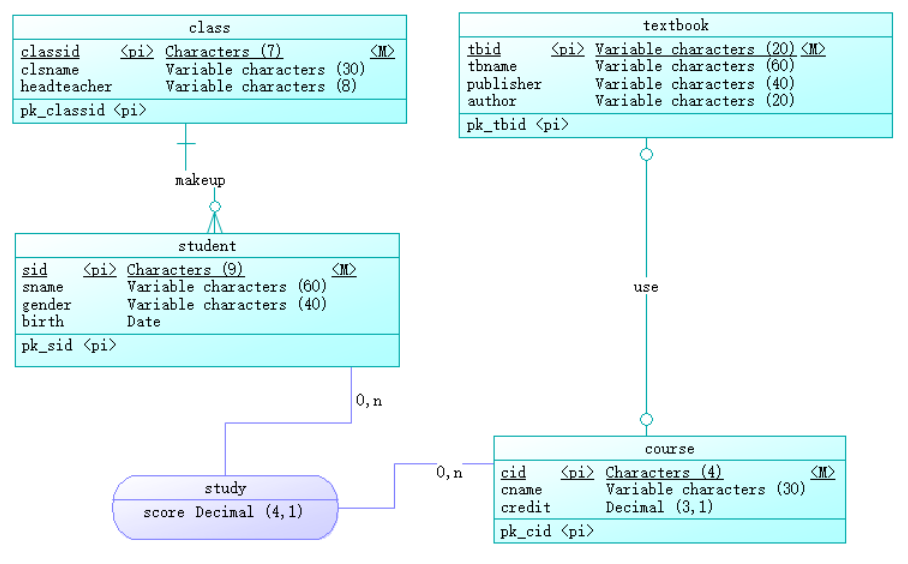 class
classid <pi> Characters (7) <M>
clsname Variable characters (30)
headteacher Variable characters (8)
pk_classid <pi>
textbook
tbid <pi> Variable characters (20) <M>
tbname Variable characters (60)
publisher Variable characters (40)
author Variable characters (20)
pk_tbid <pi>
makeup
student
sid <pi> Characters (9) <M>
sname Variable characters (60)
gender Variable characters (40)
birth Date
pk_sid <pi>
use
0,n
study
score Decimal (4,1)
0,n
course
cid <pi> Characters (4) <M>
cname Variable characters (30)
credit Decimal (3,1)
pk_cid <pi>